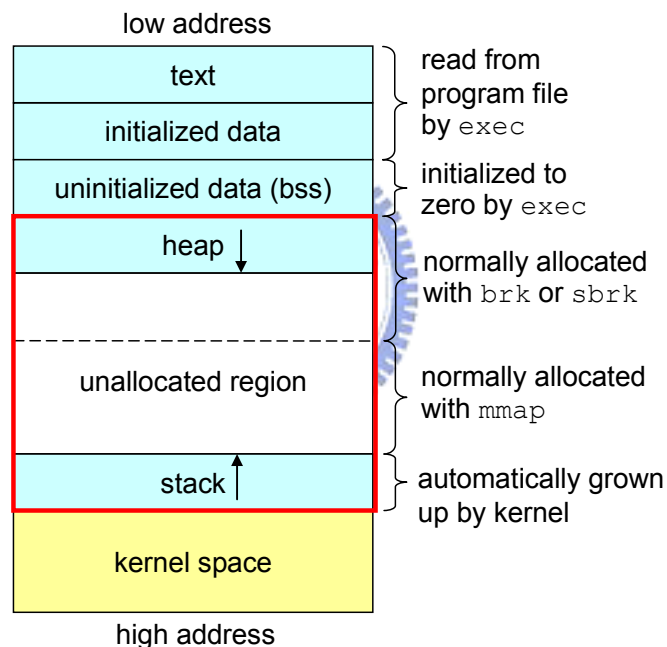 low address
text
initialized data
uninitialized data (bss)
heap
unallocated region
stack
kernel space
high address
read from
program file
by exec
initialized to
zero by exec
normally allocated
with brk or sbrk
normally allocated
with mmap
automatically grown
up by kernel